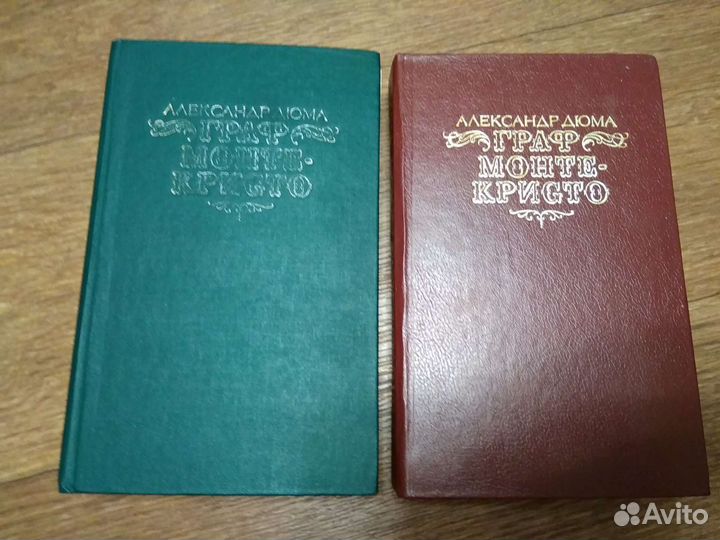 АЛЕКСАНДР ДЮМА
ГРАФ
МОНТЕ-
КРИСТО
АЛЕКСАНДР ДЮМА
ГРАФ
МОНТЕ-
КРИСТО
Avito